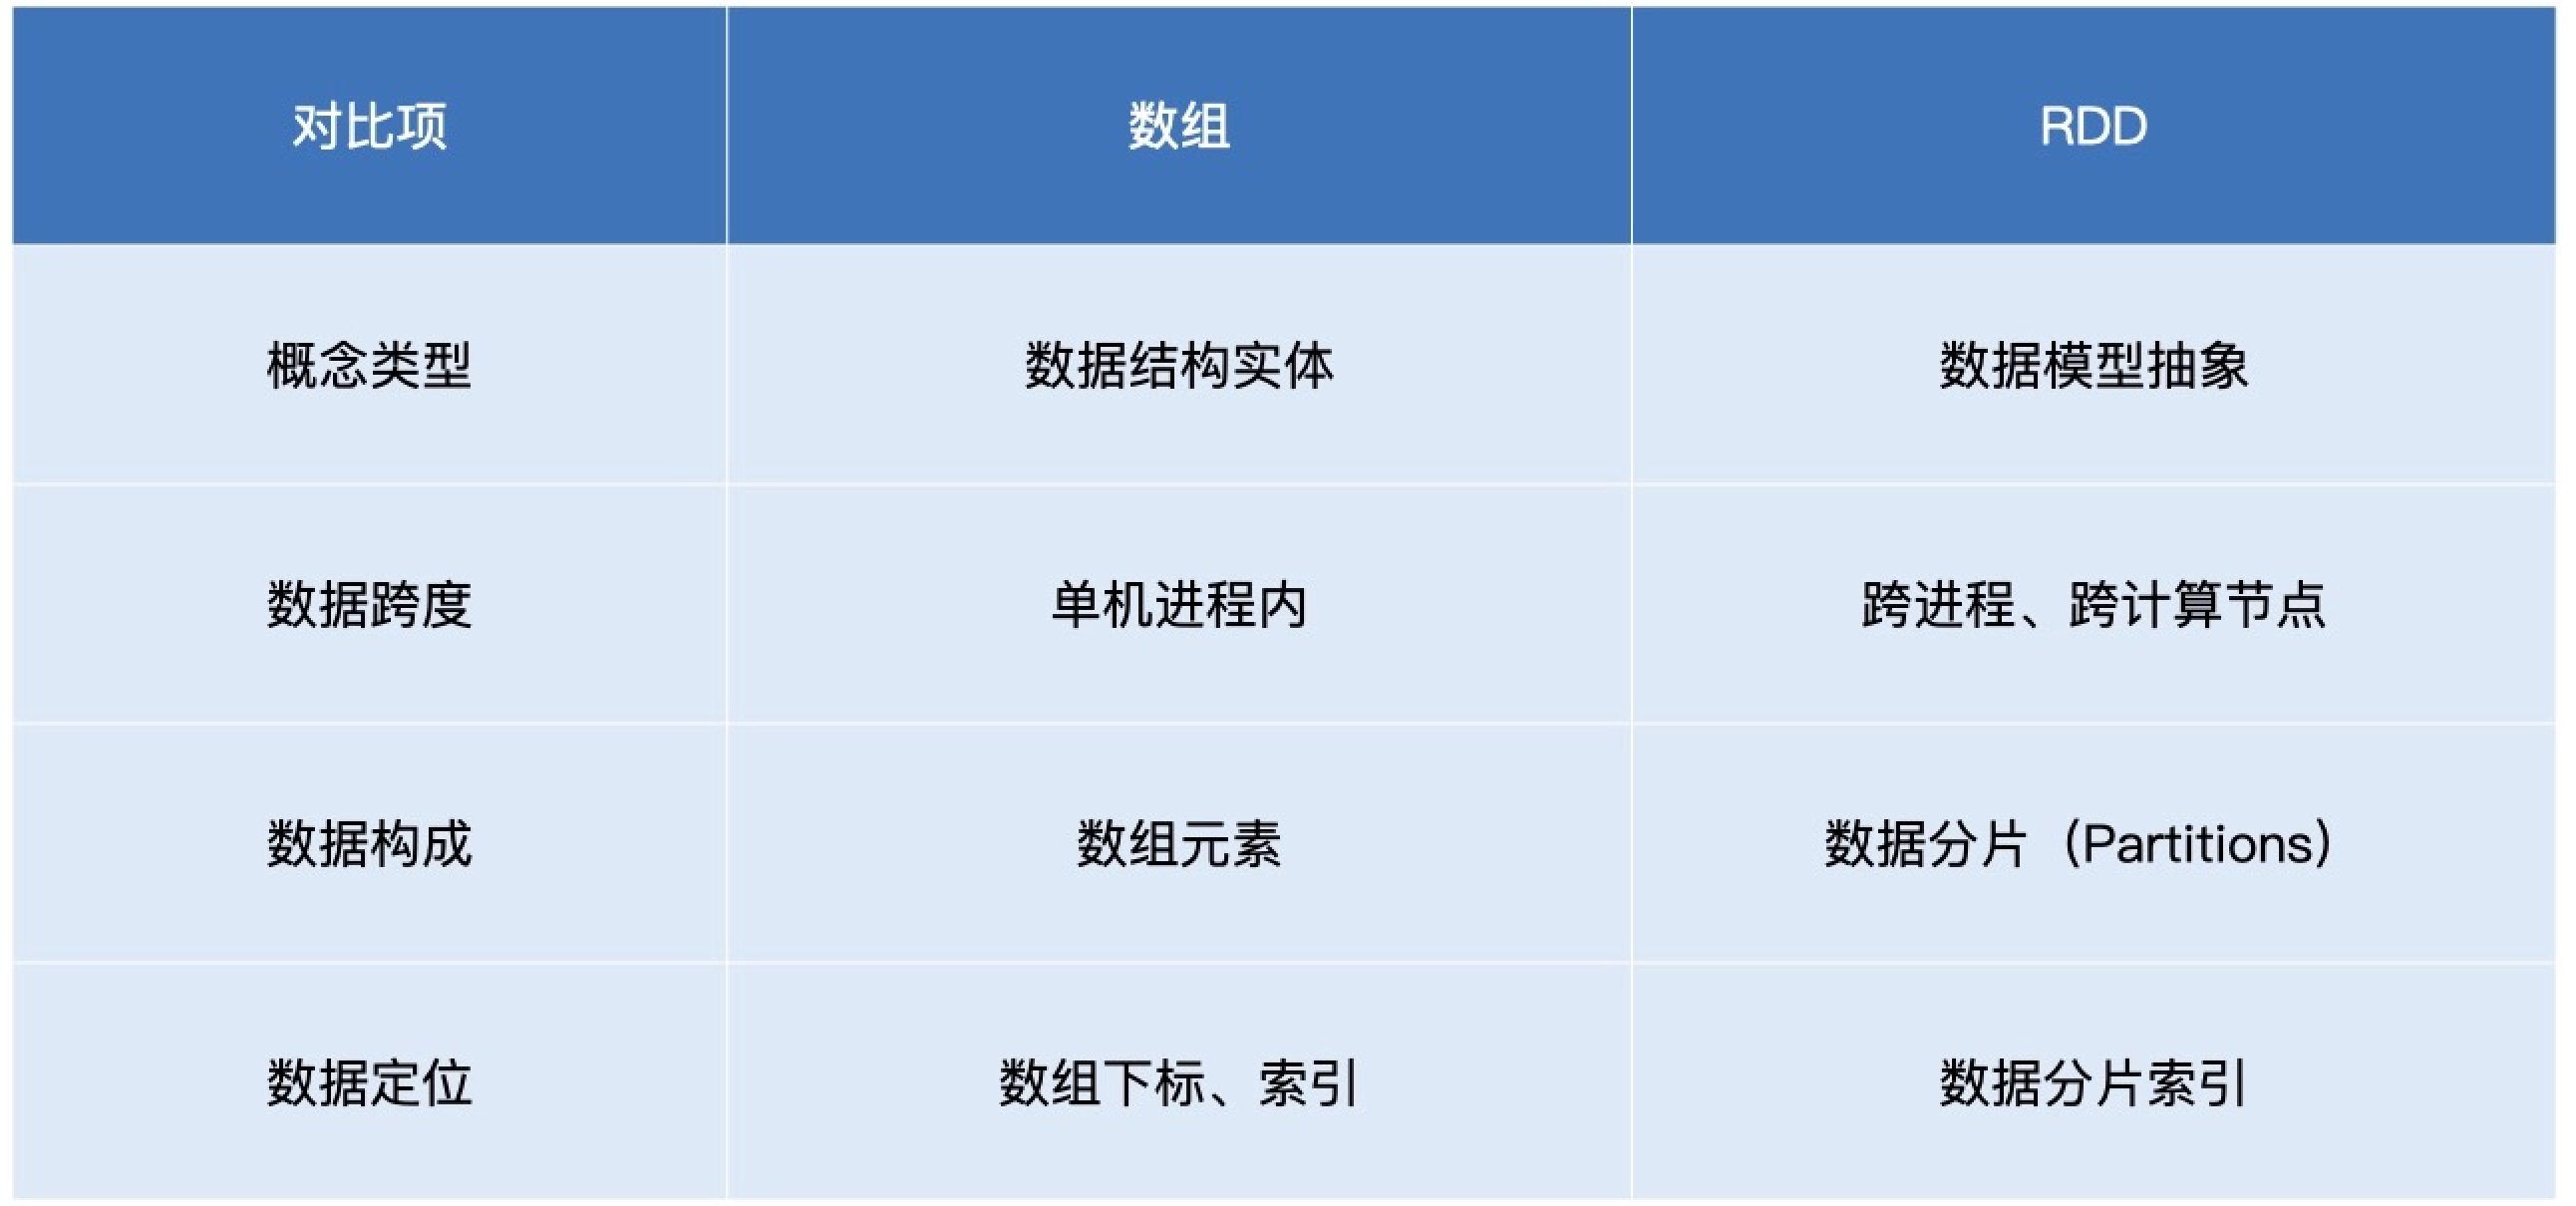 对比项 数组 RDD
概念类型 数据结构实体 数据模型抽象
数据跨度 单机进程内 跨进程、跨计算节点
数据构成 数组元素 数据分片（Partitions）
数据定位 数组下标、索引 数据分片索引